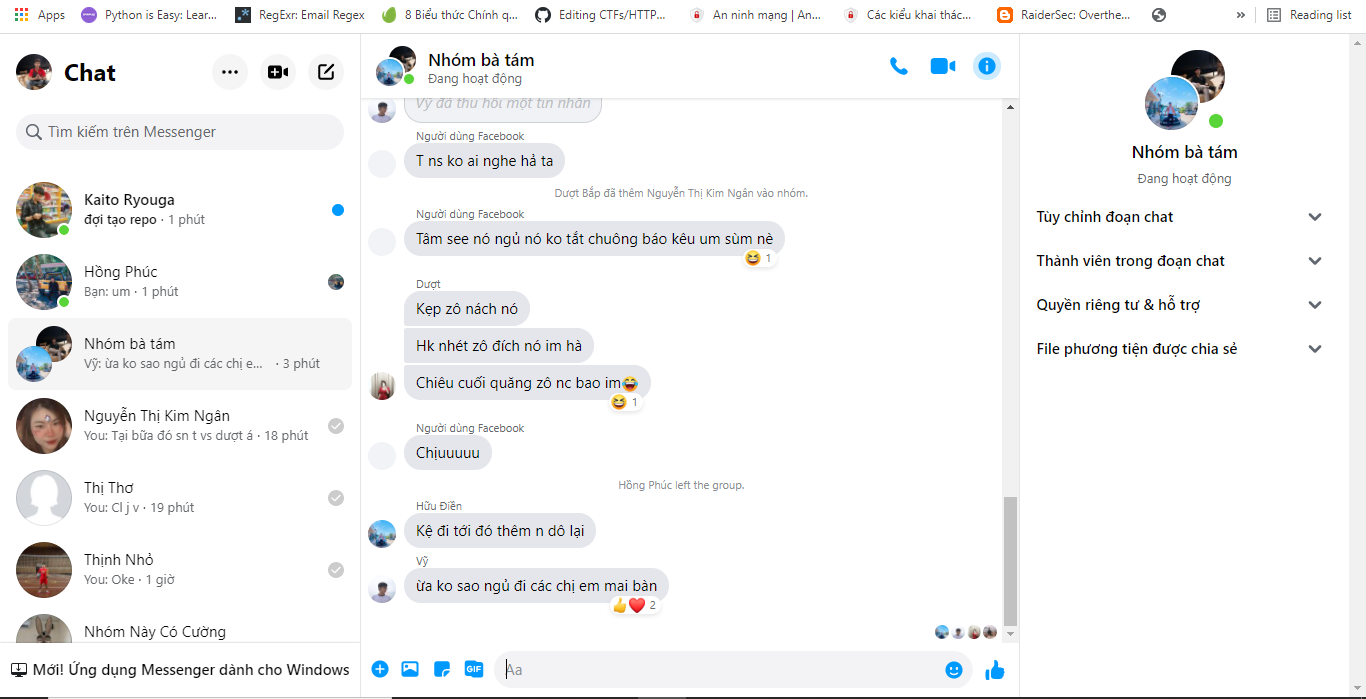 Apps
Python is Easy: Lear...
RegExr: Email Regex
8 Biểu thức Chính q...
Editing CTFs/HTTP...
An ninh mạng | An...
Các kiểu khai thác...
RaiderSec: Overthe...
»
Reading list
Chat
Tìm kiếm trên Messenger
Kaito Ryouga
đợi tạo repo · 1 phút
Hồng Phúc
Bạn: um · 1 phút
Nhóm bà tám
Vỹ: ừa ko sao ngủ đi các chị e... · 3 phút
Nguyễn Thị Kim Ngân
You: Tại bữa đó sn t vs dượt á · 18 phút
Thị Thơ
You: Cl j v · 19 phút
Thịnh Nhỏ
You: Oke · 1 giờ
Nhóm Này Có Cường
Mới! Ứng dụng Messenger dành cho Windows
Nhóm bà tám
Đang hoạt động
Vỹ đã thu hồi một tin nhắn
Người dùng Facebook
T ns ko ai nghe hả ta
Dượt Bắp đã thêm Nguyễn Thị Kim Ngân vào nhóm.
Người dùng Facebook
Tâm see nó ngủ nó ko tắt chuông báo kêu um sùm nè
😆 1
Dượt
Kẹp zô nách nó
Hk nhét zô đích nó im hà
Chiêu cuối quăng zô nc bao im😂
😆 1
Người dùng Facebook
Chịuuuuu
Hồng Phúc left the group.
Hữu Điền
Kệ đi tới đó thêm n dô lại
Vỹ
ừa ko sao ngủ đi các chị em mai bàn
👍❤️ 2
GIF
Aa
Nhóm bà tám
Đang hoạt động
Tùy chỉnh đoạn chat
Thành viên trong đoạn chat
Quyền riêng tư & hỗ trợ
File phương tiện được chia sẻ